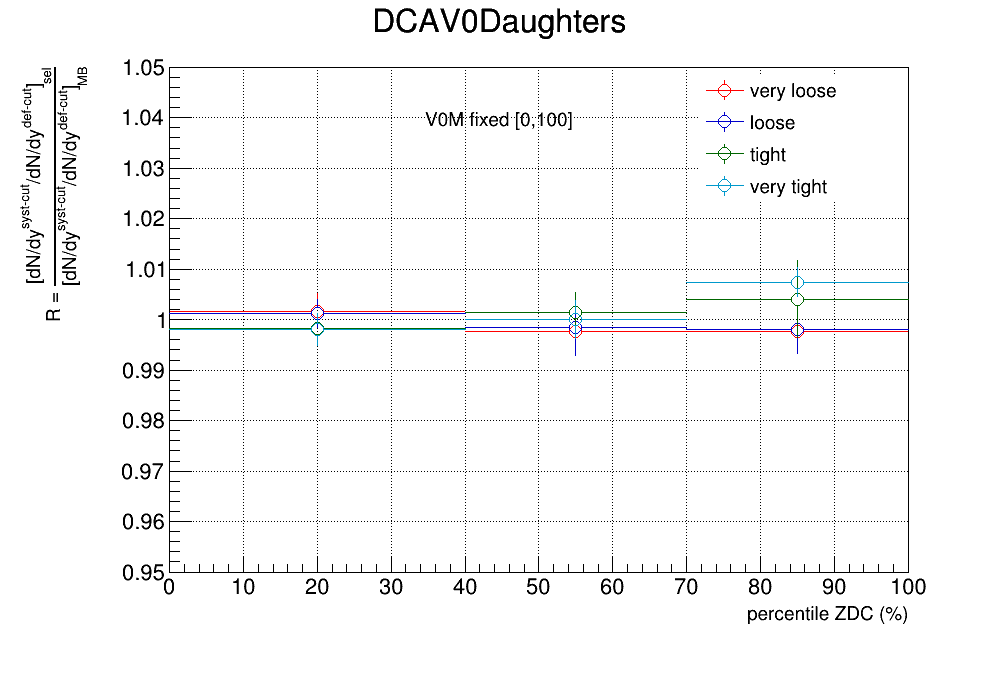 DCAV0Daughters
R = [dN/dy^syst-cut/dN/dy^def-cut]_sel
[dN/dy^syst-cut/dN/dy^def-cut]_MB
1.05
1.04
1.03
1.02
1.01
1
0.99
0.98
0.97
0.96
0.95
V0M fixed [0,100]
very loose
loose
tight
very tight
0 10 20 30 40 50 60 70 80 90 100
percentile ZDC (%)